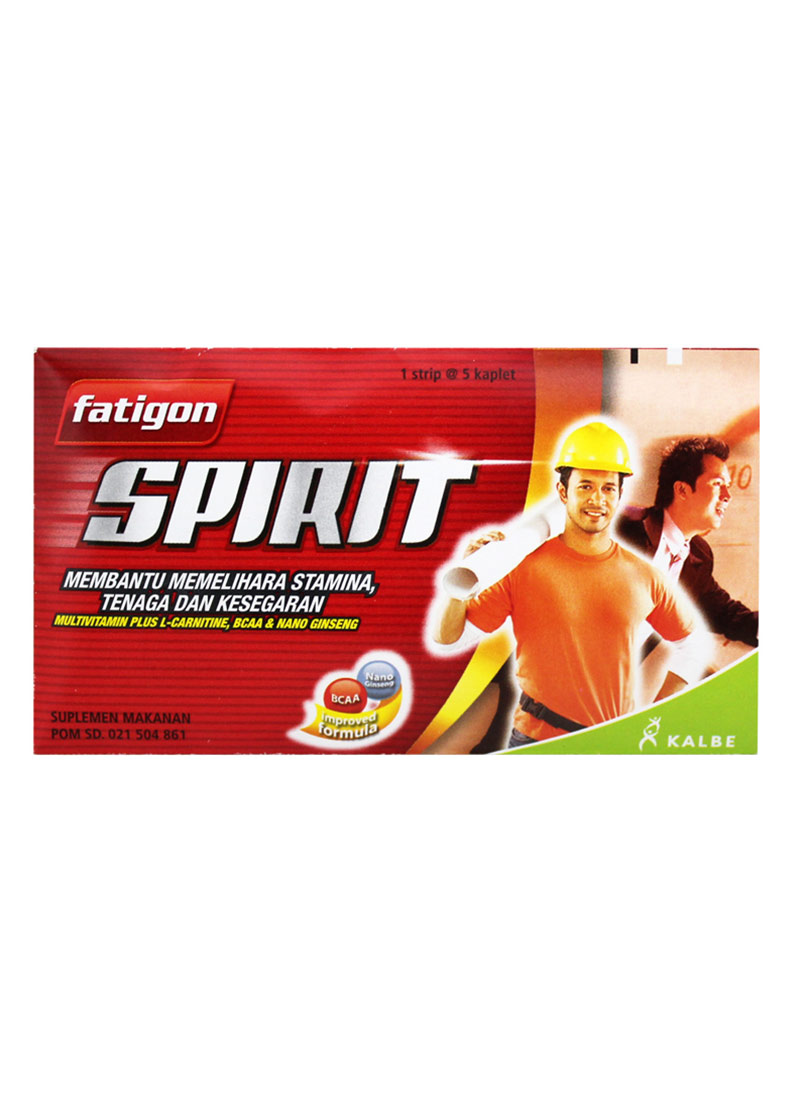 1 strip @ 5 kaplet
fatigon
SPIRIT
MEMBANTU MEMELIHARA STAMINA,
TENAGA DAN KESEGARAN
MULTIVITAMIN PLUS L-CARNITINE, BCAA & NANO GINSENG
Nano
Ginseng
BCAA
improved
formula
SUPLEMEN MAKANAN
POM SD. 021 504 861
KALBE
10